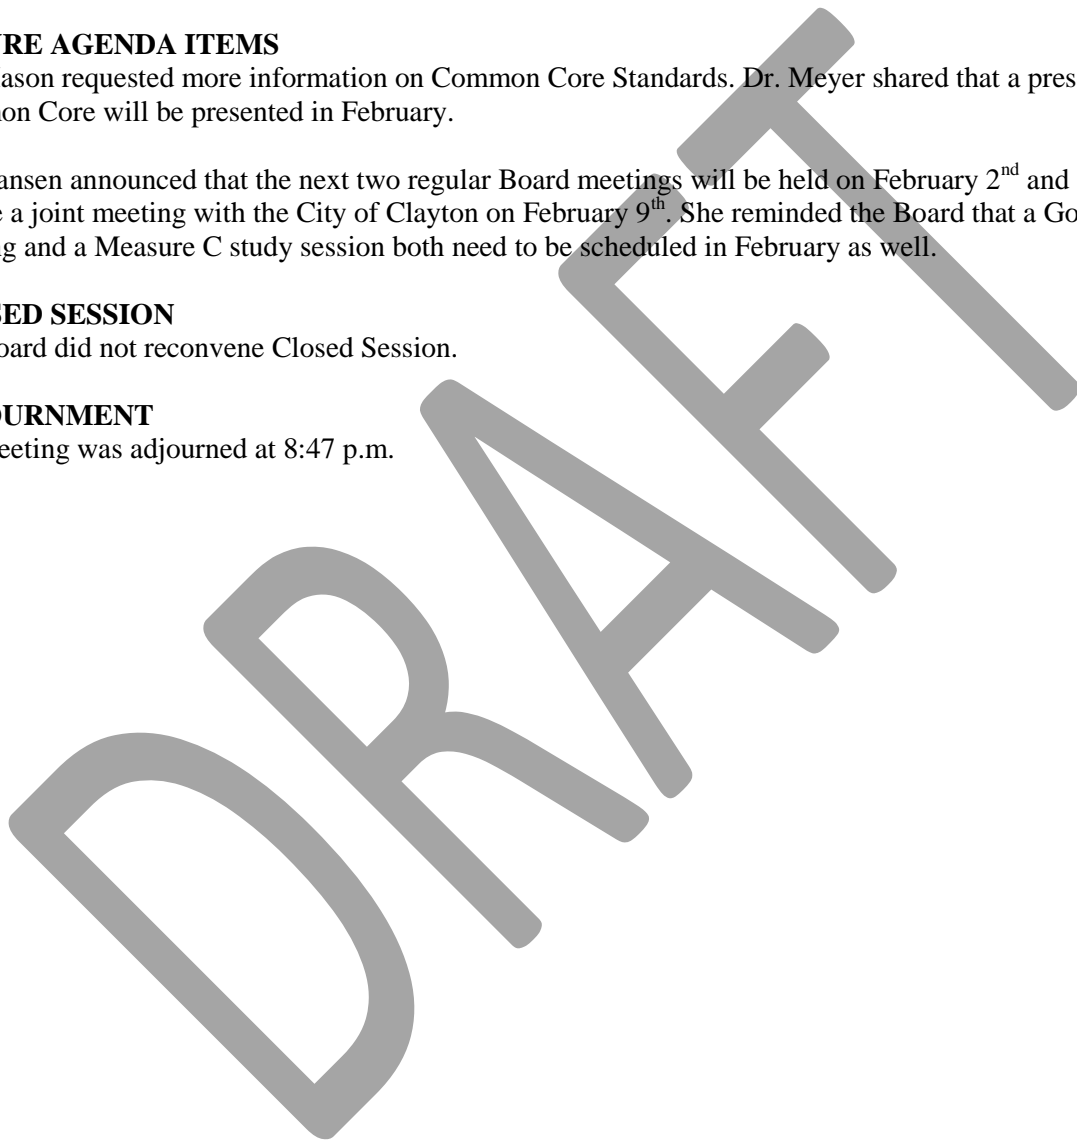 RE AGENDA ITEMS
ason requested more information on Common Core Standards. Dr. Meyer shared that a pres
on Core will be presented in February.
ansen announced that the next two regular Board meetings will be held on February 2nd and
e a joint meeting with the City of Clayton on February 9th. She reminded the Board that a Go
g and a Measure C study session both need to be scheduled in February as well.
SED SESSION
oard did not reconvene Closed Session.
OURNMENT
eeting was adjourned at 8:47 p.m.
DRAFT